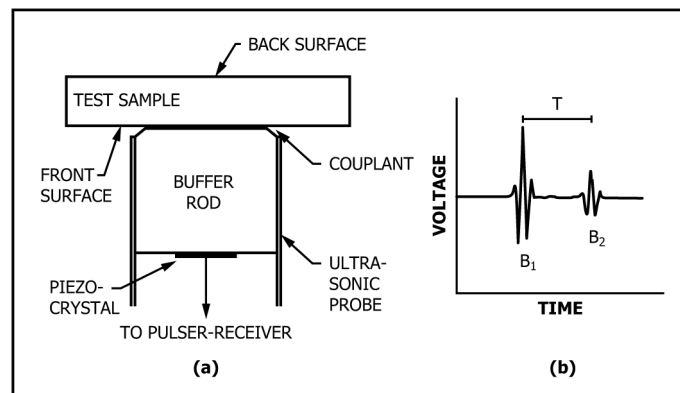 BACK SURFACE
TEST SAMPLE
FRONT
SURFACE
COUPLANT
BUFFER
ROD
PIEZO-
CRYSTAL
ULTRA-
SONIC
PROBE
TO PULSER-RECEIVER
(a)
T
VOLTAGE
B1
B2
TIME
(b)